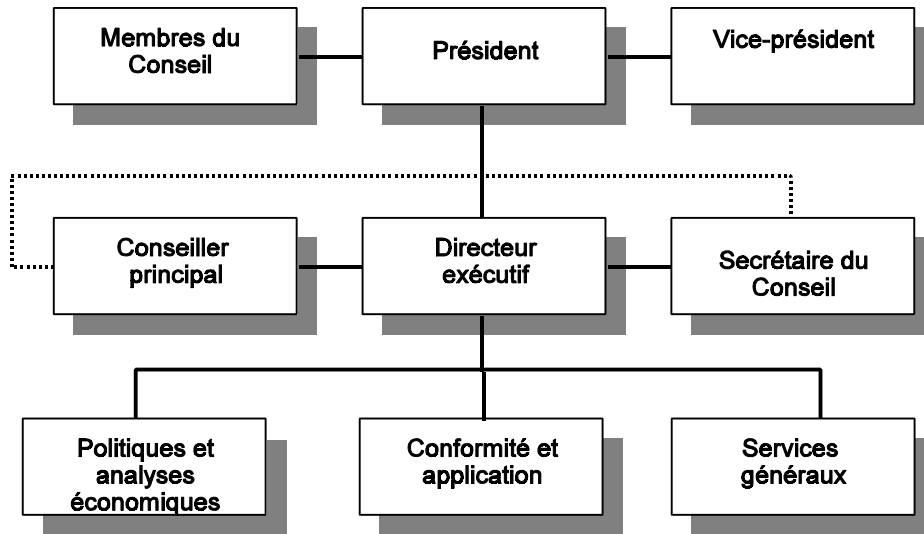 Membres du
Conseil
Président
Vice-président
Conseiller
principal
Directeur
exécutif
Secrétaire du
Conseil
Politiques et
analyses
économiques
Conformité et
application
Services
généraux